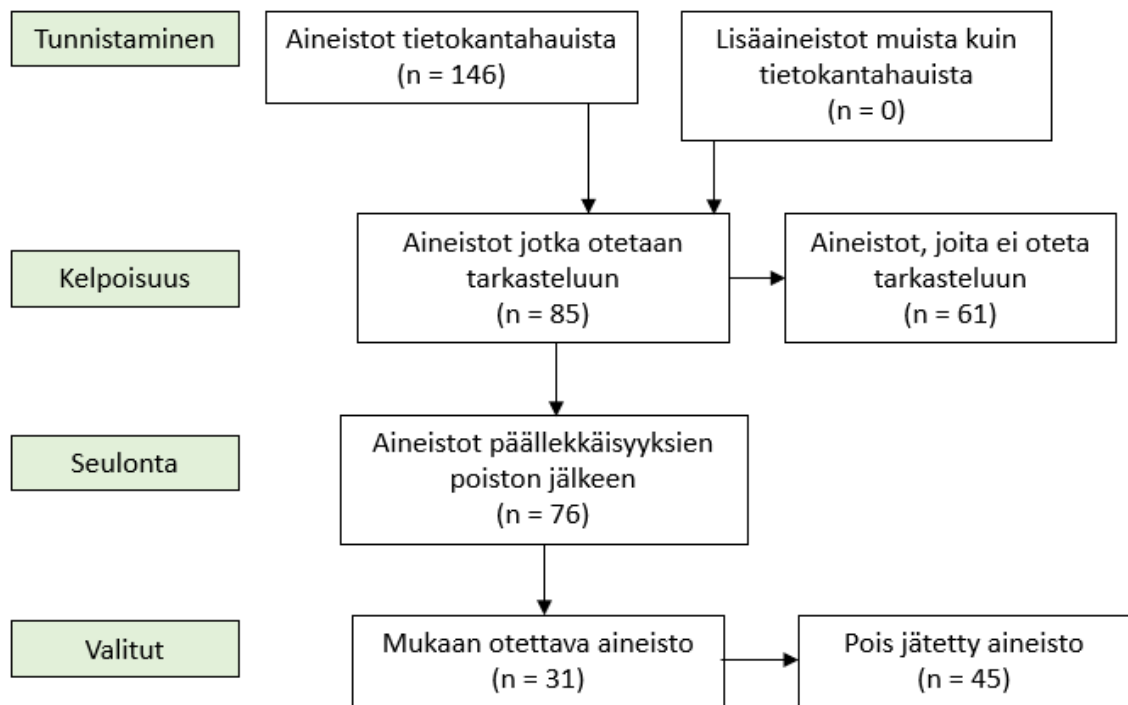 Tunnistaminen
Aineistot tietokantahauista
(n = 146)
Lisäaineistot muista kuin
tietokantahauista
(n = 0)
Kelpoisuus
Aineistot jotka otetaan
tarkasteluun
(n = 85)
Aineistot, joita ei oteta
tarkasteluun
(n = 61)
Seulonta
Aineistot päällekkäisyyksien
poiston jälkeen
(n = 76)
Valitut
Mukaan otettava aineisto
(n = 31)
Pois jätetty aineisto
(n = 45)